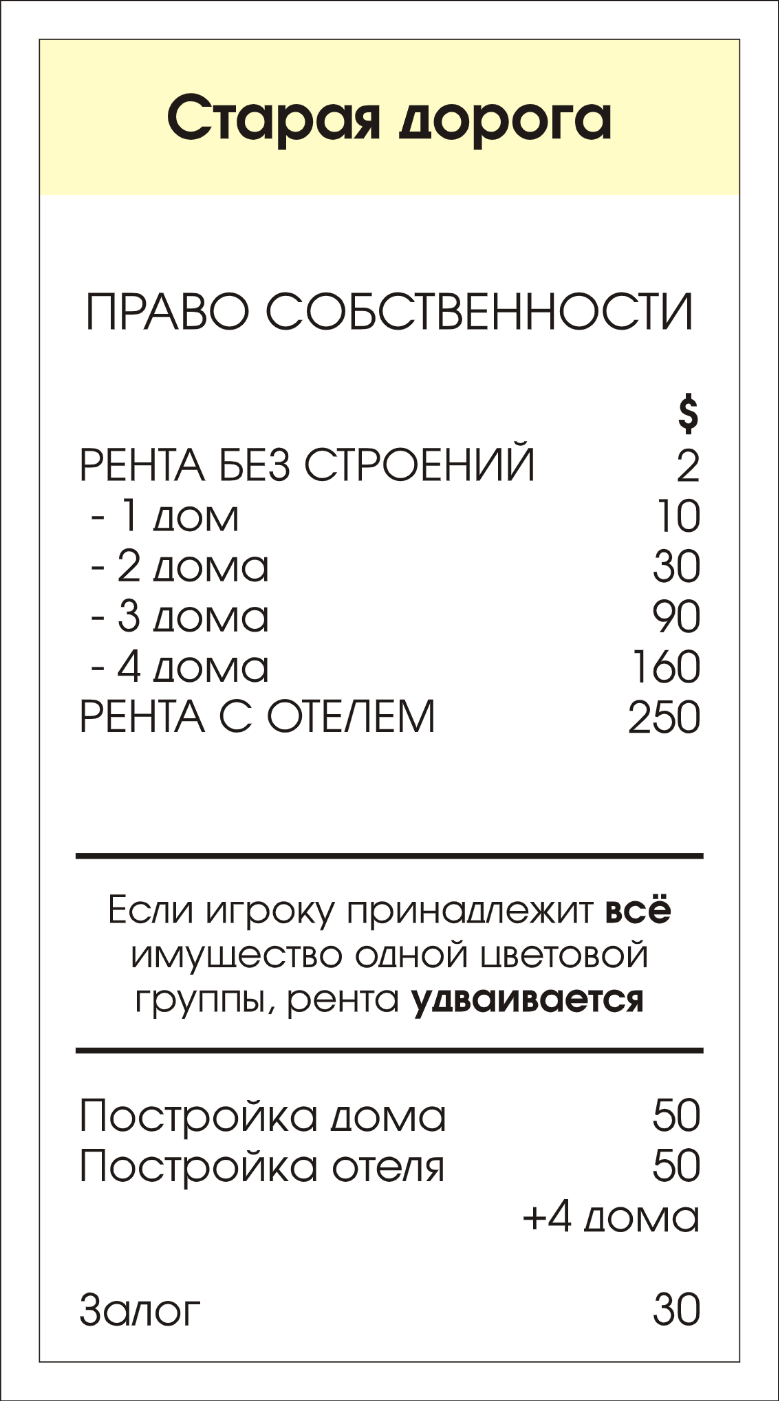 Старая дорога
ПРАВО СОБСТВЕННОСТИ
$
РЕНТА БЕЗ СТРОЕНИЙ 2
- 1 дом 10
- 2 дома 30
- 3 дома 90
- 4 дома 160
РЕНТА С ОТЕЛЕМ 250
Если игроку принадлежит всё
имущество одной цветовой
группы, рента удваивается
Постройка дома 50
Постройка отеля 50
+4 дома
Залог 30